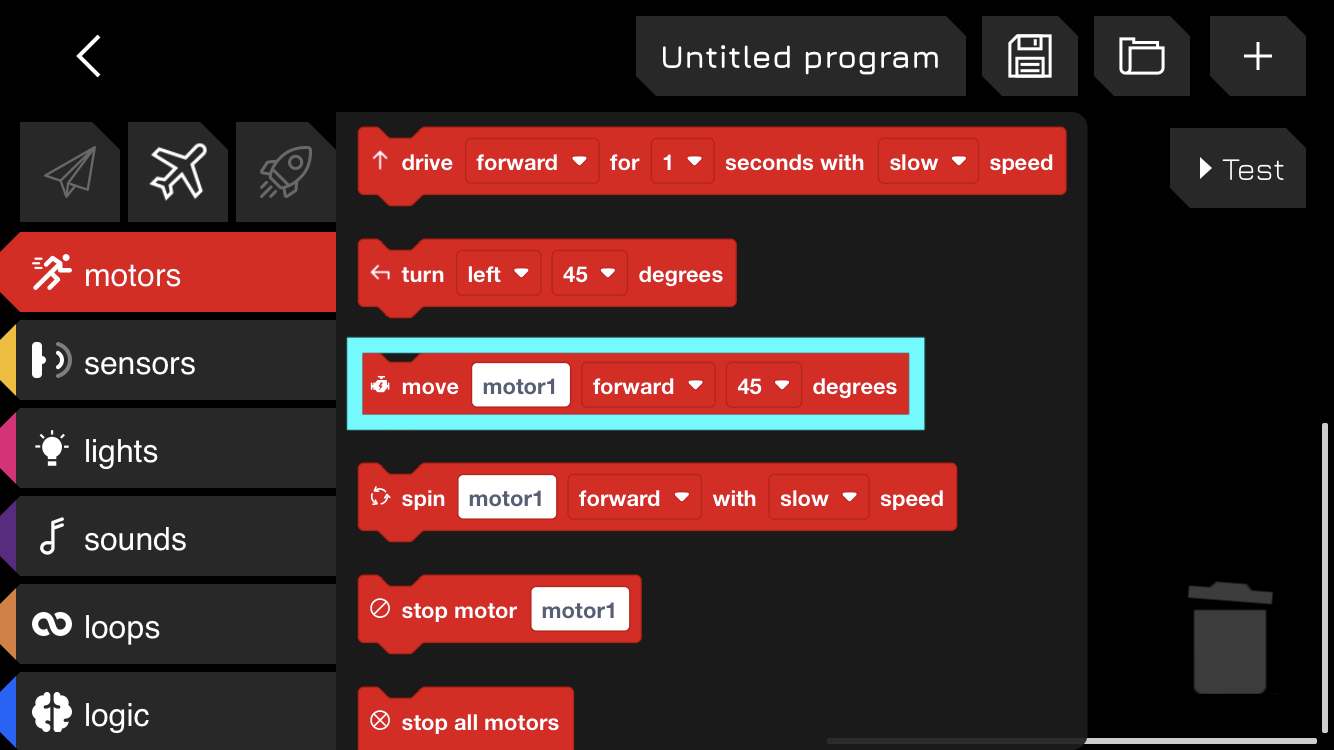 Untitled program
Test
motors
sensors
lights
sounds
loops
logic
drive forward for 1 seconds with slow speed
turn left 45 degrees
move motor1 forward 45 degrees
spin motor1 forward with slow speed
stop motor motor1
stop all motors